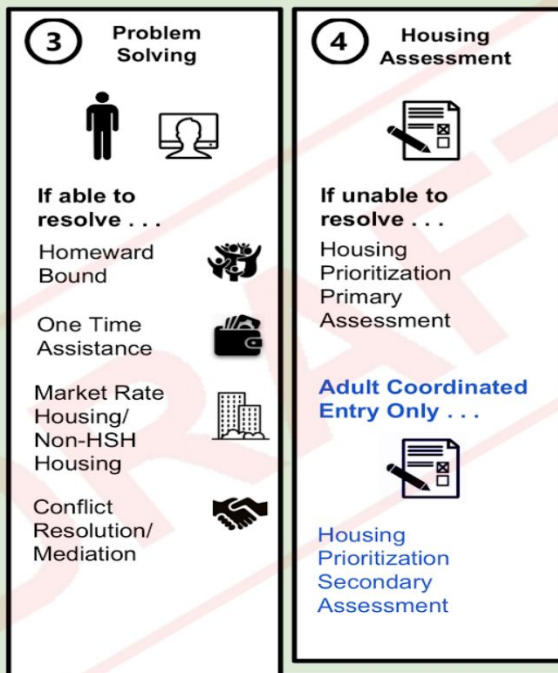 3
Problem
Solving
If able to
resolve . . .
Homeward
Bound
One Time
Assistance
Market Rate
Housing/
Non-HSH
Housing
Conflict
Resolution/
Mediation
4
Housing
Assessment
If unable to
resolve . . .
Housing
Prioritization
Primary
Assessment
Adult Coordinated
Entry Only . . .
Housing
Prioritization
Secondary
Assessment
DRAFT